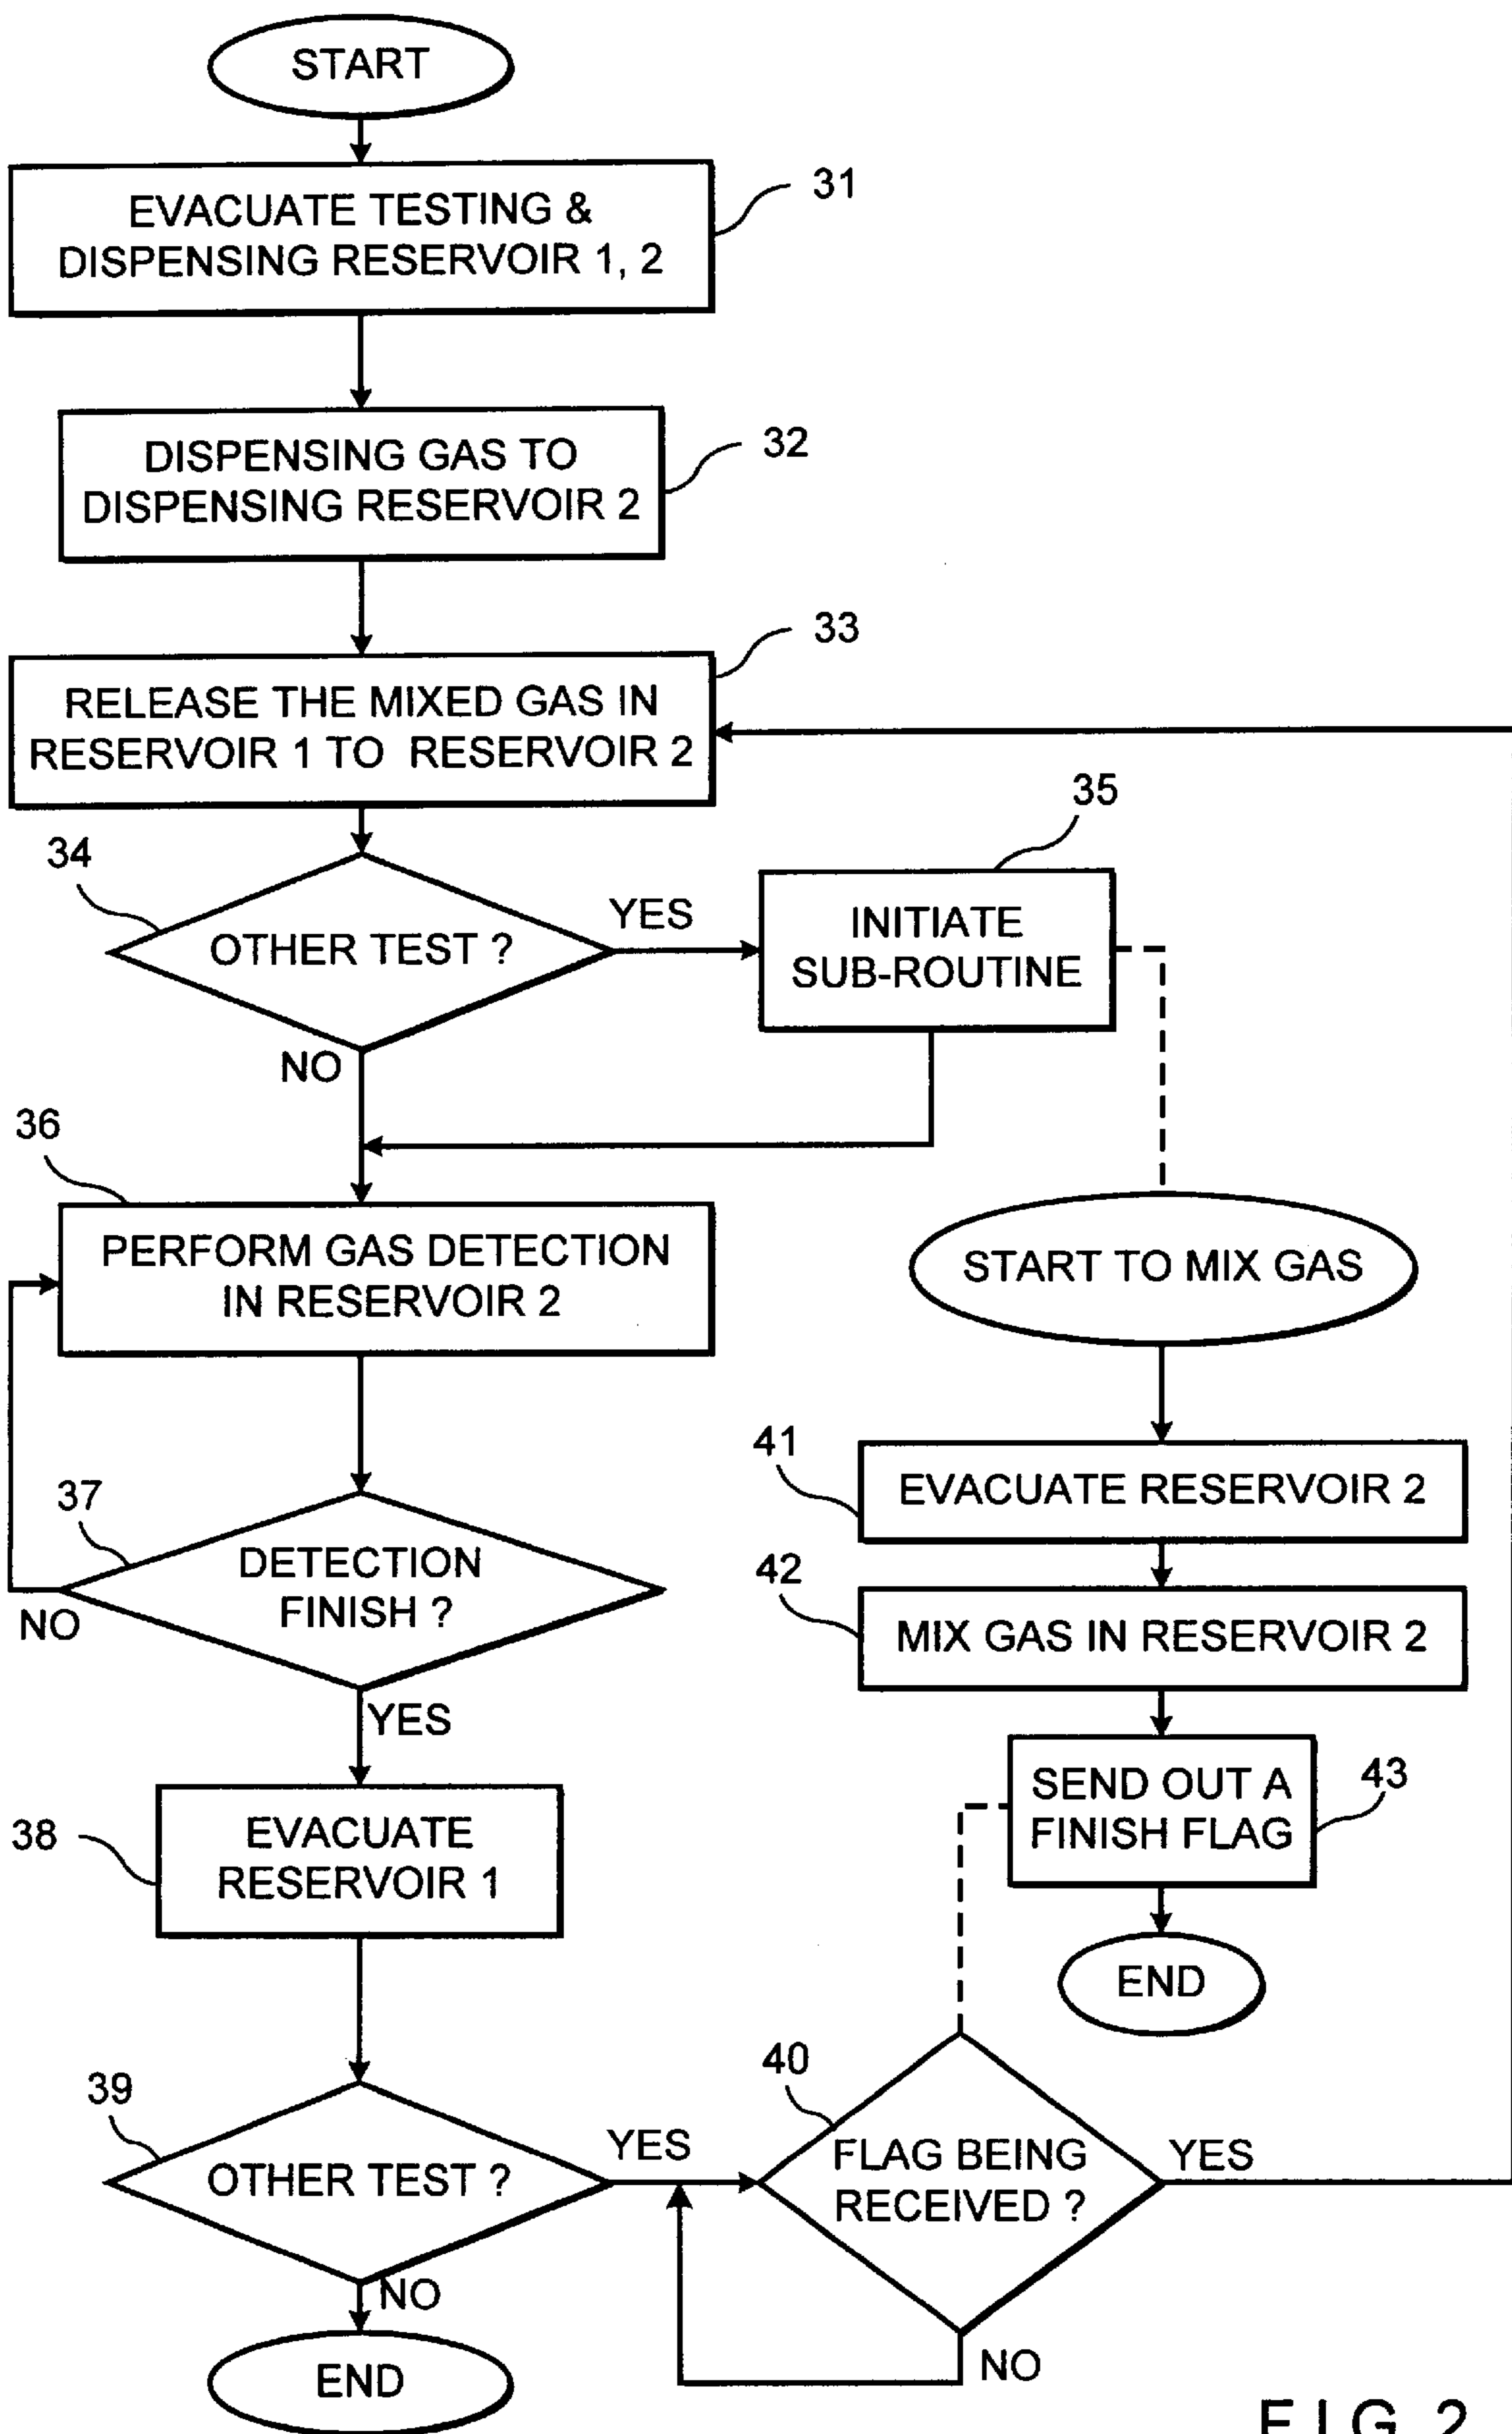 START
31
EVACUATE TESTING &
DISPENSING RESERVOIR 1, 2
32
DISPENSING GAS TO
DISPENSING RESERVOIR 2
33
RELEASE THE MIXED GAS IN
RESERVOIR 1 TO RESERVOIR 2
34
OTHER TEST ?
YES
NO
35
INITIATE
SUB-ROUTINE
36
PERFORM GAS DETECTION
IN RESERVOIR 2
START TO MIX GAS
37
DETECTION
FINISH ?
NO
YES
41
EVACUATE RESERVOIR 2
42
MIX GAS IN RESERVOIR 2
43
SEND OUT A
FINISH FLAG
END
38
EVACUATE
RESERVOIR 1
39
OTHER TEST ?
YES
NO
40
FLAG BEING
RECEIVED ?
YES
NO
END
FIG. 2